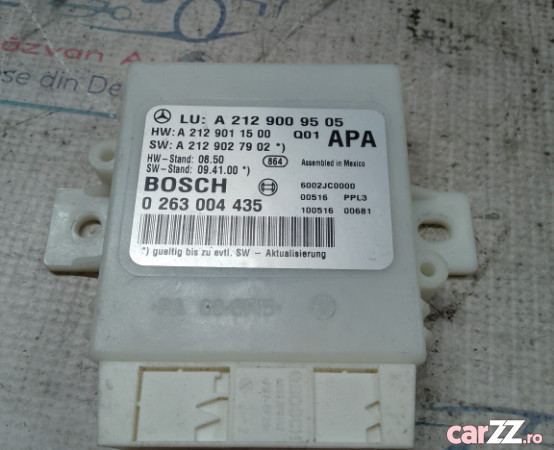 Răzvan A
se din De
LU: A 212 900 95 05
HW: A 212 901 15 00 Q01 APA
SW: A 212 902 79 02 *)
HW-Stand: 08.50 864 Assembled in Mexico
SW-Stand: 09.41.00 *)
BOSCH 6002JC0000
0 263 004 435 00516 PPL3
100516 00681
*) gueltig bis zu evtl. SW - Aktualisierung
carZZ.ro